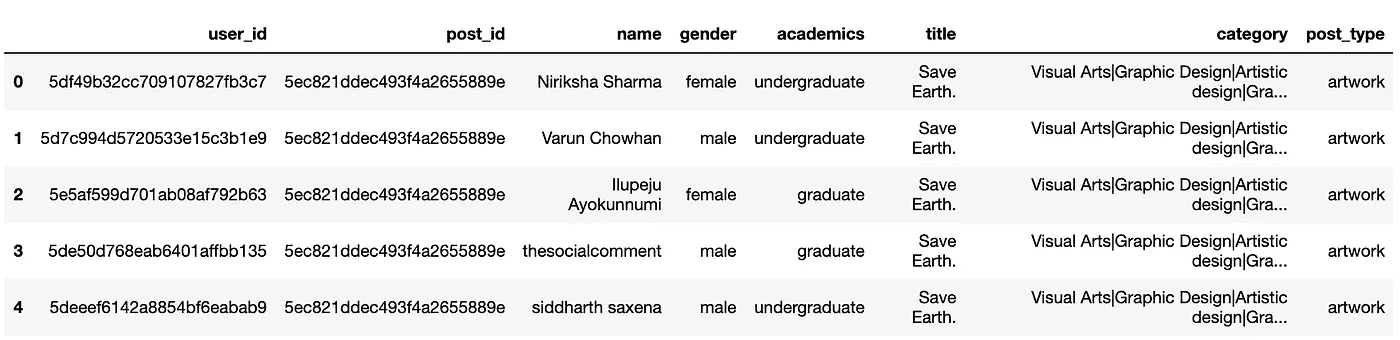 user_id post_id name gender academics title category post_type
0 5df49b32cc709107827fb3c7 5ec821ddec493f4a2655889e Niriksha Sharma female undergraduate Save Earth. Visual Arts|Graphic Design|Artistic design|Gra... artwork
1 5d7c994d5720533e15c3b1e9 5ec821ddec493f4a2655889e Varun Chowhan male undergraduate Save Earth. Visual Arts|Graphic Design|Artistic design|Gra... artwork
2 5e5af599d701ab08af792b63 5ec821ddec493f4a2655889e Ilupeju Ayokunnumi female graduate Save Earth. Visual Arts|Graphic Design|Artistic design|Gra... artwork
3 5de50d768eab6401affbb135 5ec821ddec493f4a2655889e thesocialcomment male graduate Save Earth. Visual Arts|Graphic Design|Artistic design|Gra... artwork
4 5deeef6142a8854bf6eabab9 5ec821ddec493f4a2655889e siddharth saxena male undergraduate Save Earth. Visual Arts|Graphic Design|Artistic design|Gra... artwork